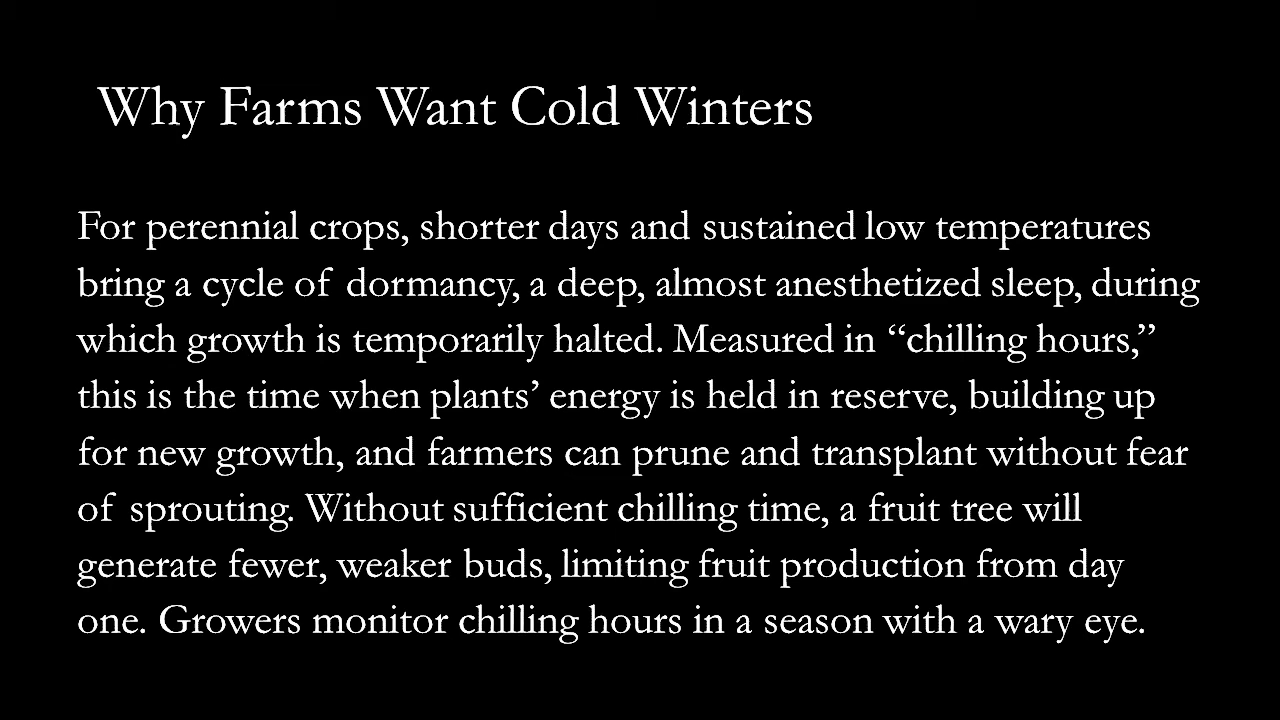 Why Farms Want Cold Winters
For perennial crops, shorter days and sustained low temperatures
bring a cycle of dormancy, a deep, almost anesthetized sleep, during
which growth is temporarily halted. Measured in “chilling hours,”
this is the time when plants’ energy is held in reserve, building up
for new growth, and farmers can prune and transplant without fear
of sprouting. Without sufficient chilling time, a fruit tree will
generate fewer, weaker buds, limiting fruit production from day
one. Growers monitor chilling hours in a season with a wary eye.